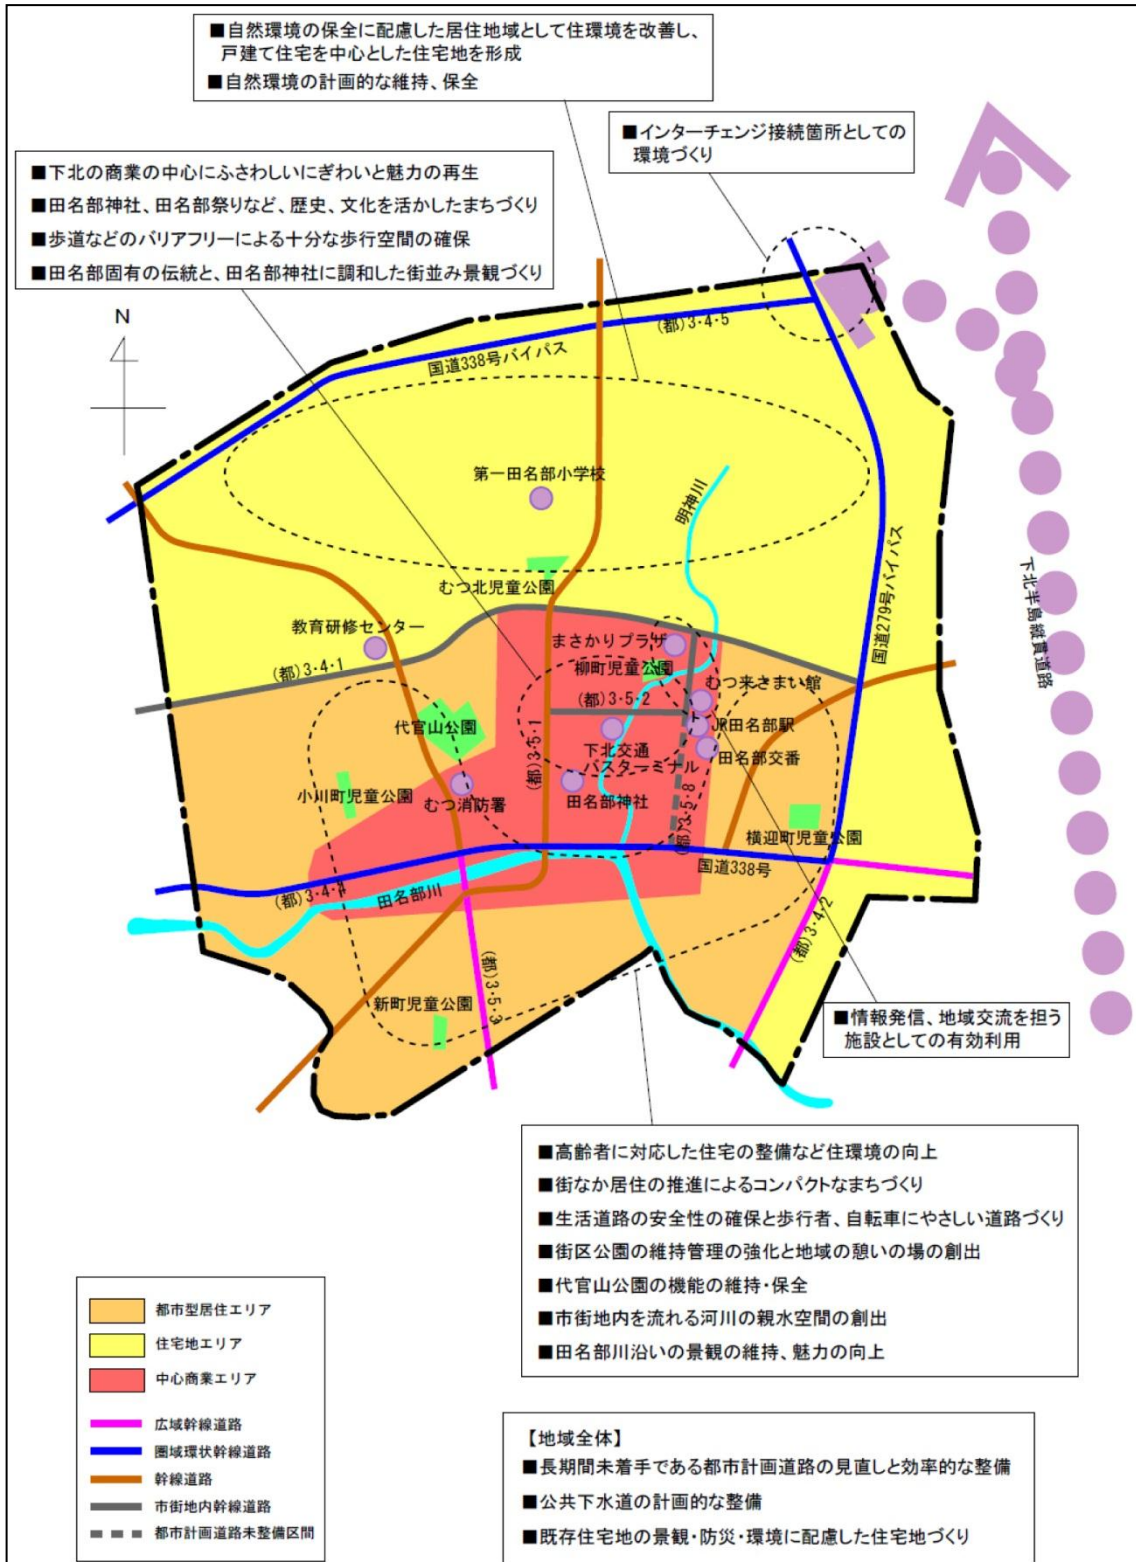 ■自然環境の保全に配慮した居住地域として住環境を改善し、
戸建て住宅を中心とした住宅地を形成
■自然環境の計画的な維持、保全
■インターチェンジ接続箇所としての
環境づくり
■下北の商業の中心にふさわしいにぎわいと魅力の再生
■田名部神社、田名部祭りなど、歴史、文化を活かしたまちづくり
■歩道などのバリアフリーによる十分な歩行空間の確保
■田名部固有の伝統と、田名部神社に調和した街並み景観づくり
N
(都)3・4・5
国道338号バイパス
第一田名部小学校
明神川
国道279号バイパス
下北半島縦貫道路
むつ北児童公園
教育研修センター
まさかりプラザ
(都)3・4・1
柳町児童公園
むつ来さまい館
(都)3・5・2
代官山公園
JR田名部駅
(都)3・5・1
下北交通
バスターミナル
田名部交番
小川町児童公園
むつ消防署
田名部神社
(都)3・5・8
横迎町児童公園
国道338号
(都)3・4・4
田名部川
(都)3・4・2
(都)3・5・3
新町児童公園
■情報発信、地域交流を担う
施設としての有効利用
■高齢者に対応した住宅の整備など住環境の向上
■街なか居住の推進によるコンパクトなまちづくり
■生活道路の安全性の確保と歩行者、自転車にやさしい道路づくり
■街区公園の維持管理の強化と地域の憩いの場の創出
■代官山公園の機能の維持・保全
■市街地内を流れる河川の親水空間の創出
■田名部川沿いの景観の維持、魅力の向上
都市型居住エリア
住宅地エリア
中心商業エリア
広域幹線道路
圏域環状幹線道路
幹線道路
市街地内幹線道路
都市計画道路未整備区間
【地域全体】
■長期間未着手である都市計画道路の見直しと効率的な整備
■公共下水道の計画的な整備
■既存住宅地の景観・防災・環境に配慮した住宅地づくり